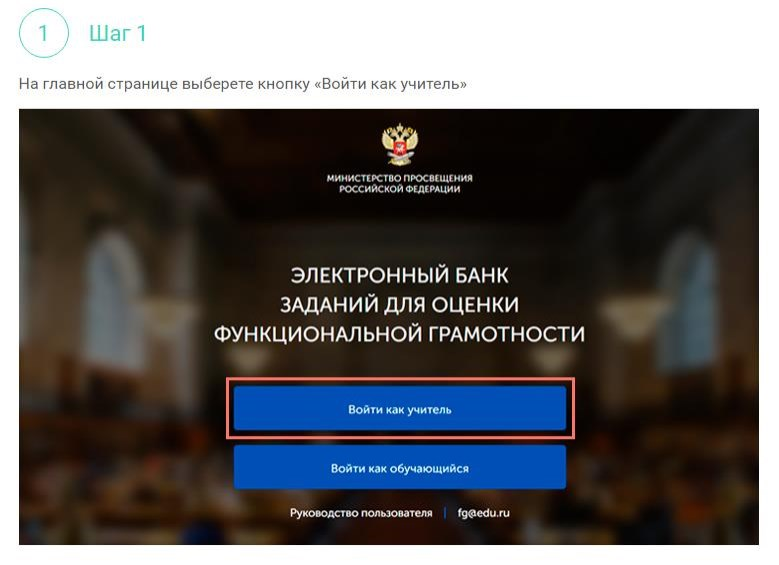 1 Шаг 1
На главной странице выберете кнопку «Войти как учитель»
МИНИСТЕРСТВО ПРОСВЕЩЕНИЯ
РОССИЙСКОЙ ФЕДЕРАЦИИ
ЭЛЕКТРОННЫЙ БАНК
ЗАДАНИЙ ДЛЯ ОЦЕНКИ
ФУНКЦИОНАЛЬНОЙ ГРАМОТНОСТИ
Войти как учитель
Войти как обучающийся
Руководство пользователя | fg@edu.ru